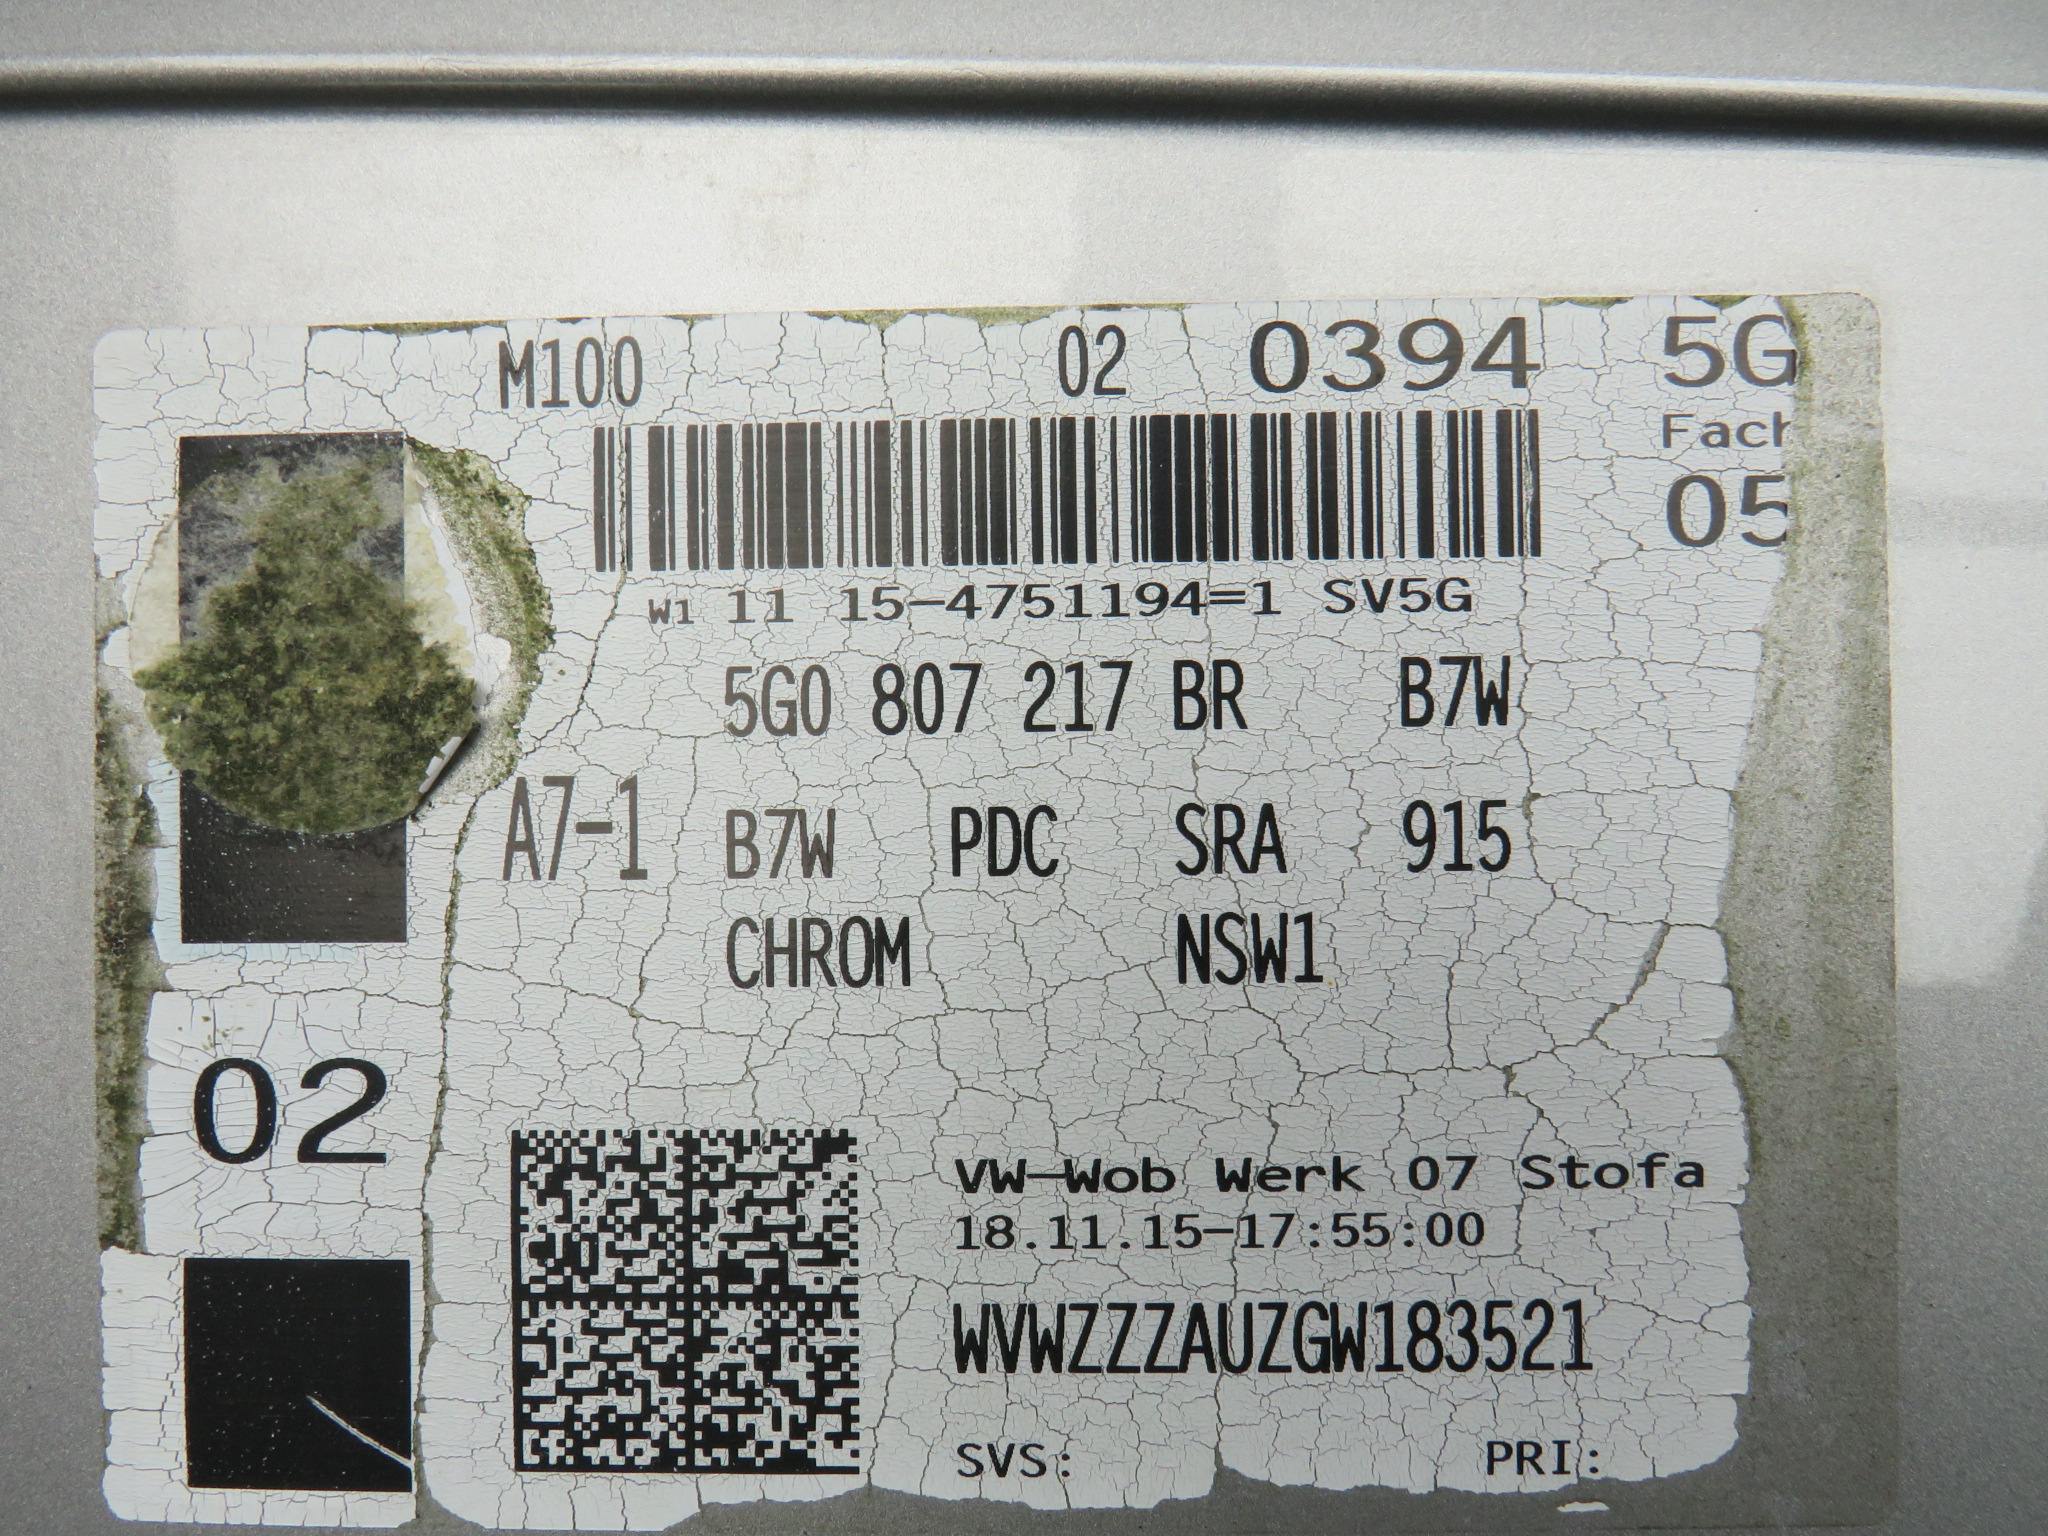 M100 02 0394 5G
Fach
05
W1 11 15-4751194=1 SV5G
5G0 807 217 BR B7W
A7-1 B7W PDC SRA 915
CHROM NSW1
02
VW-Wob Werk 07 Stofa
18.11.15-17:55:00
WVWZZZAUZGW183521
SVS: PRI: